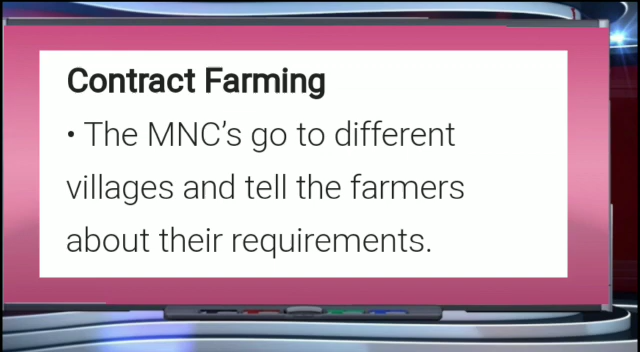 Contract Farming
• The MNC's go to different
villages and tell the farmers
about their requirements.